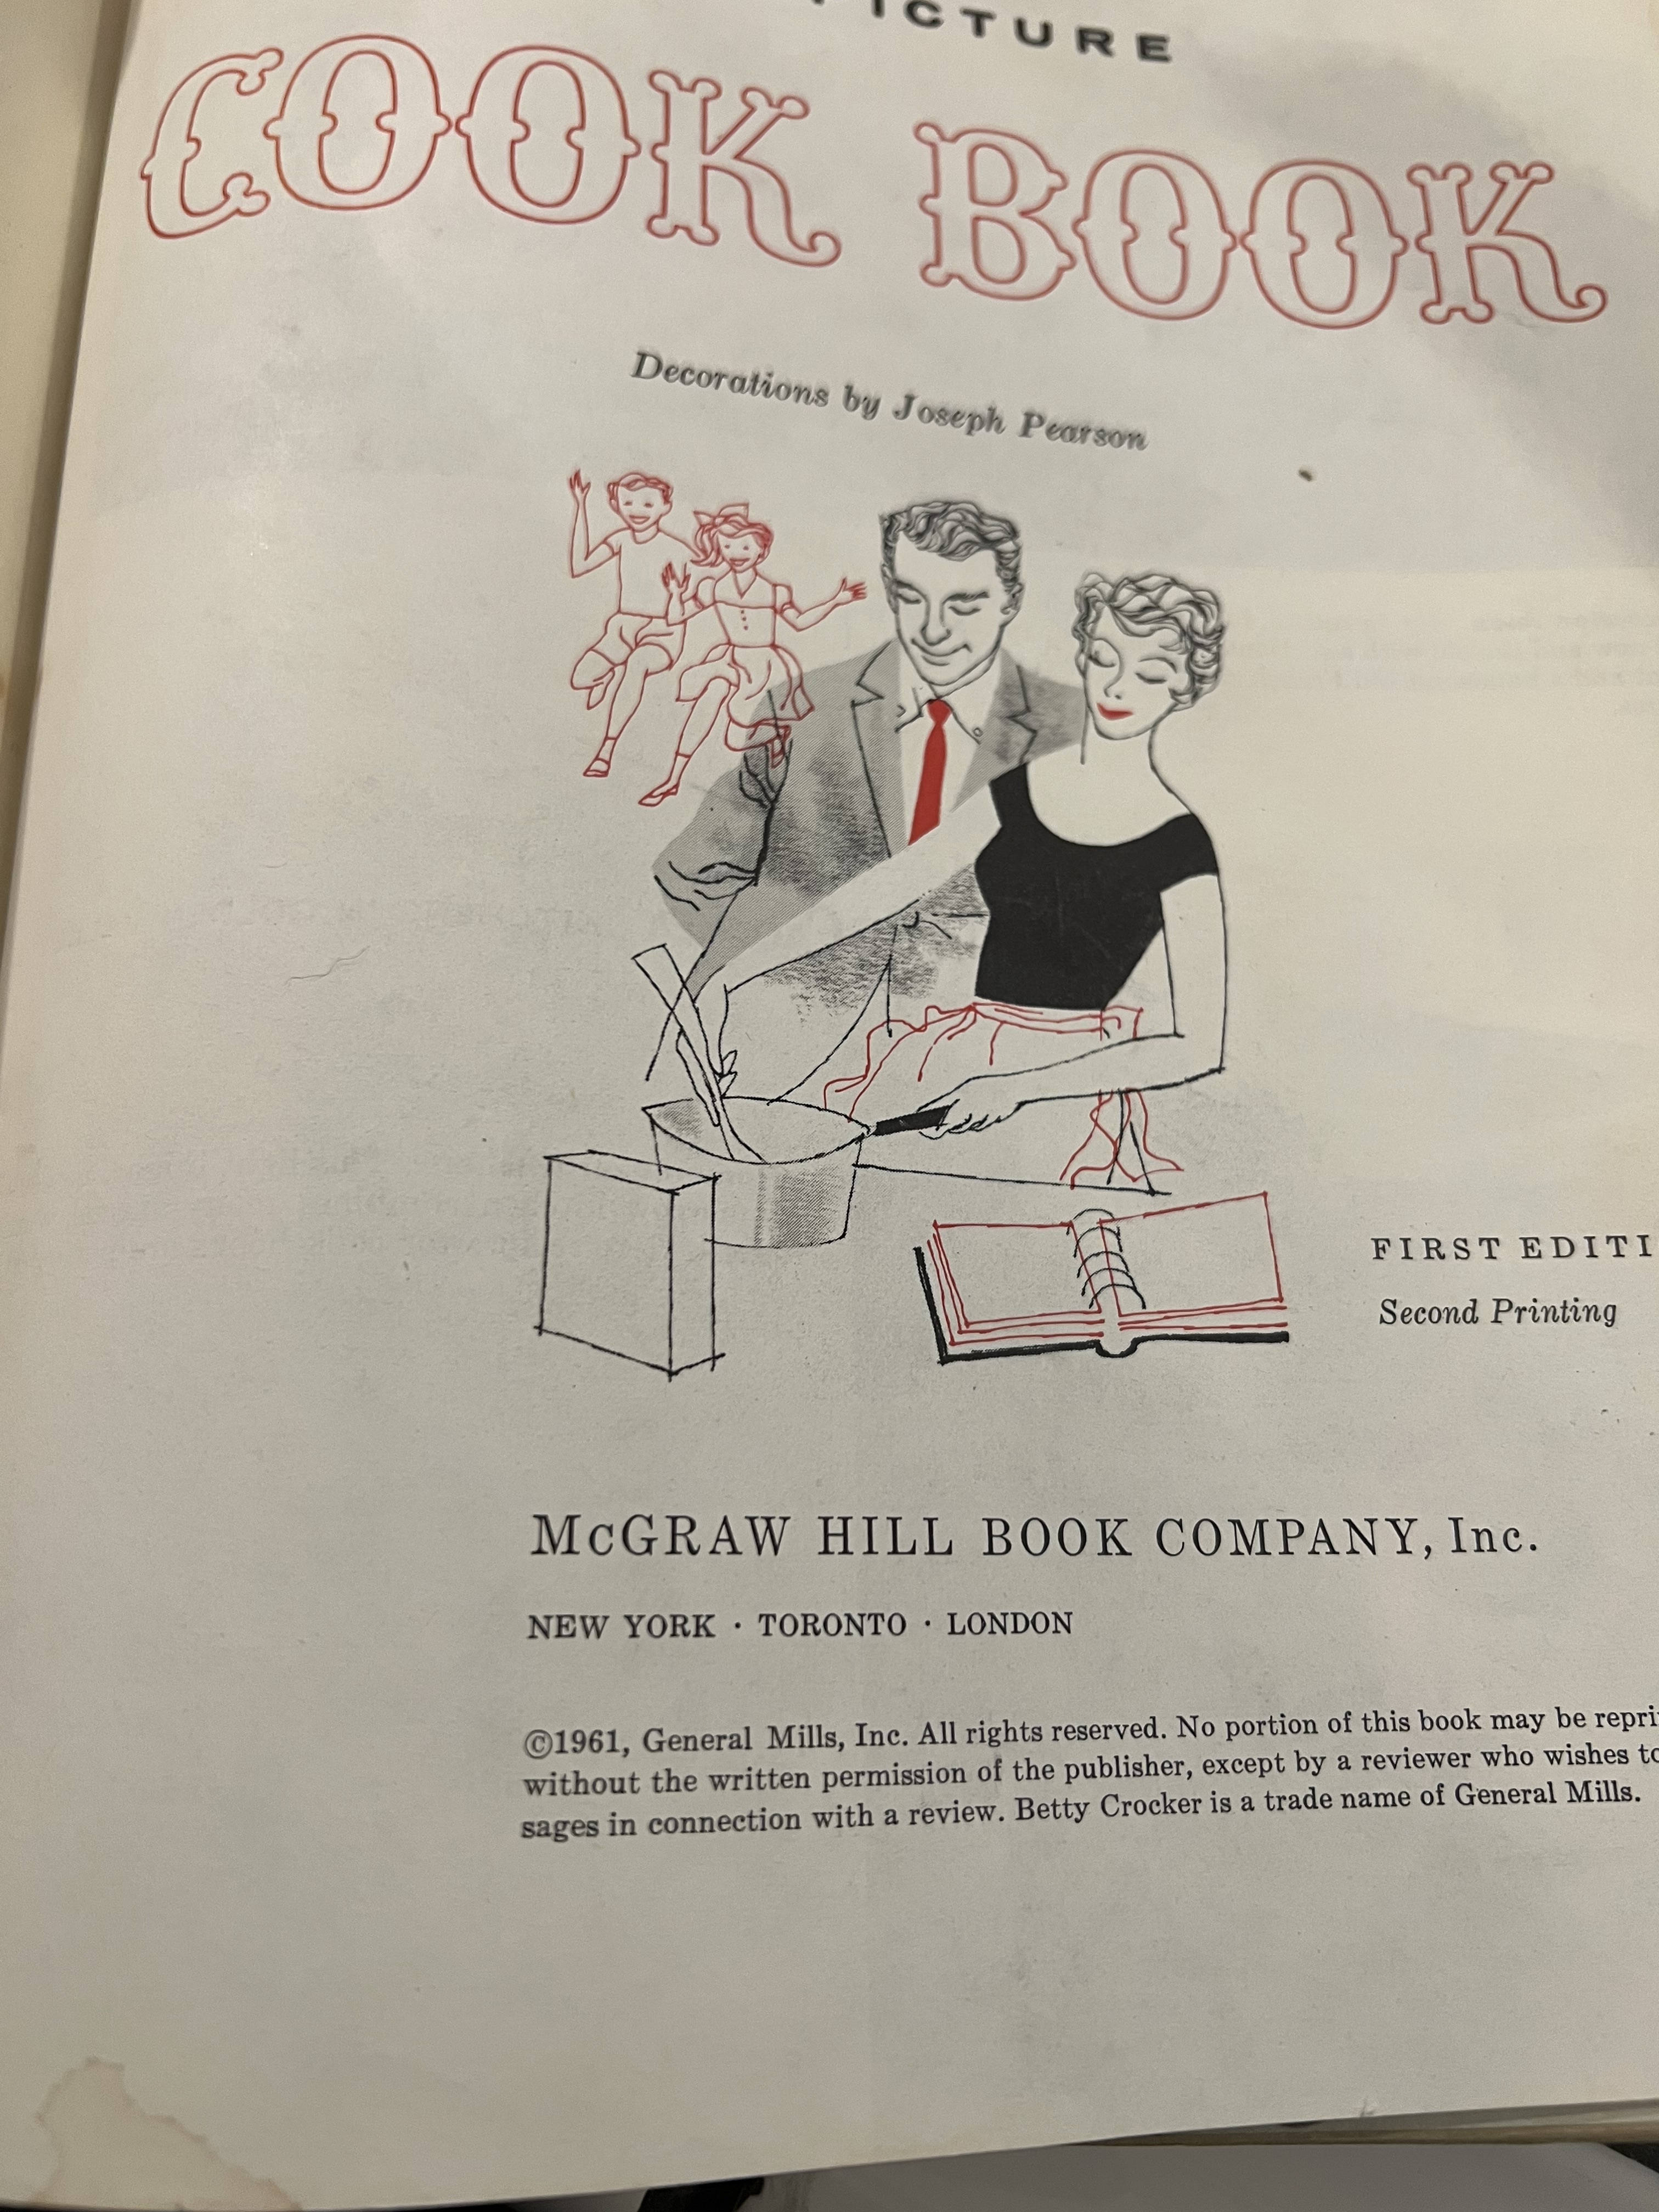 PICTURE
COOK BOOK
Decorations by Joseph Pearson
FIRST EDITI
Second Printing
McGRAW HILL BOOK COMPANY, Inc.
NEW YORK · TORONTO · LONDON
©1961, General Mills, Inc. All rights reserved. No portion of this book may be repri
without the written permission of the publisher, except by a reviewer who wishes to
sages in connection with a review. Betty Crocker is a trade name of General Mills.